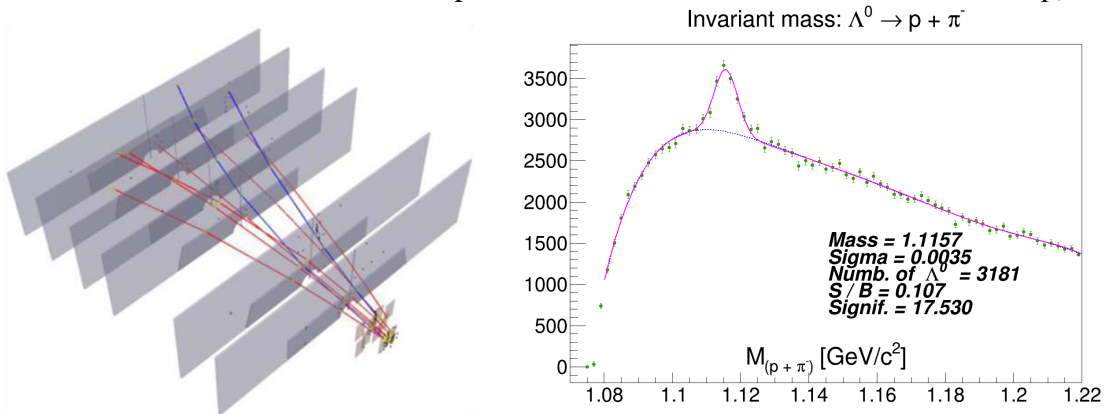 p
Invariant mass: Λ⁰ → p + π⁻
3500
3000
2500
2000
1500
1000
500
0
Mass = 1.1157
Sigma = 0.0035
Numb. of Λ⁰ = 3181
S / B = 0.107
Signif. = 17.530
M(p + π⁻) [GeV/c²]
1.08 1.1 1.12 1.14 1.16 1.18 1.2 1.22